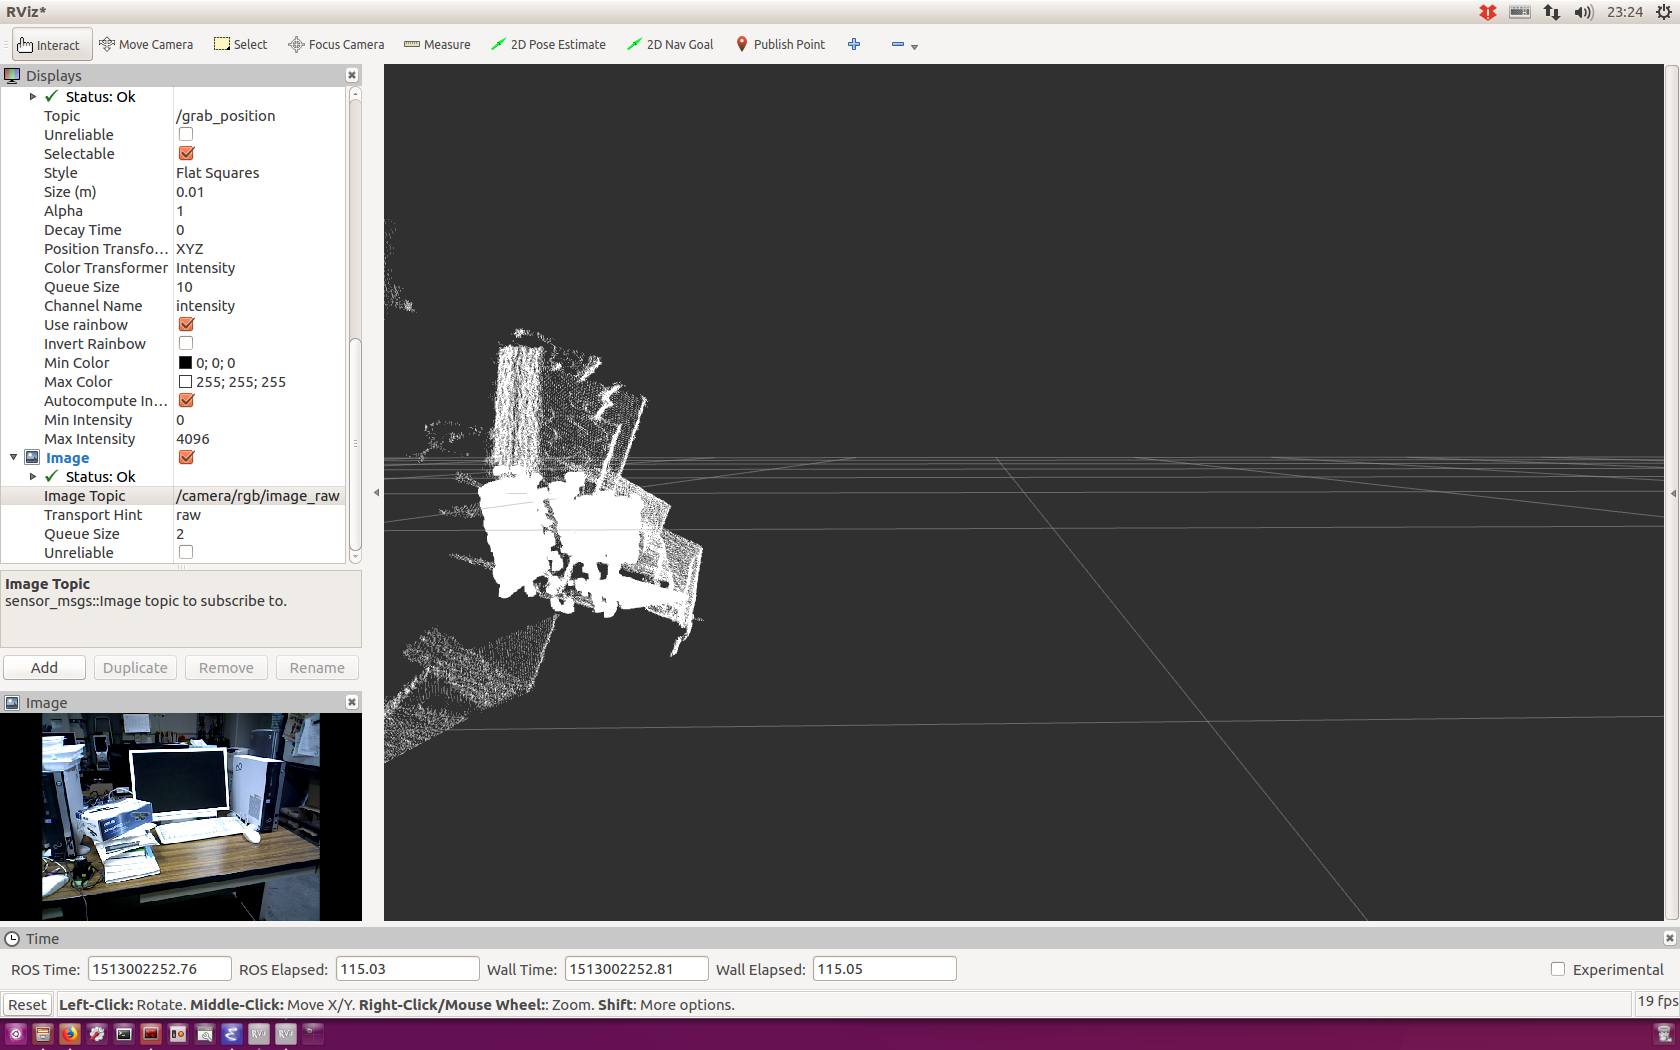 RViz*
23:24
Interact
Move Camera
Select
Focus Camera
Measure
2D Pose Estimate
2D Nav Goal
Publish Point
Displays
Status: Ok
Topic /grab_position
Unreliable
Selectable
Style Flat Squares
Size (m) 0.01
Alpha 1
Decay Time 0
Position Transfo... XYZ
Color Transformer Intensity
Queue Size 10
Channel Name intensity
Use rainbow
Invert Rainbow
Min Color 0; 0; 0
Max Color 255; 255; 255
Autocompute In...
Min Intensity 0
Max Intensity 4096
Image
Status: Ok
Image Topic /camera/rgb/image_raw
Transport Hint raw
Queue Size 2
Unreliable
Image Topic
sensor_msgs::Image topic to subscribe to.
Add Duplicate Remove Rename
Image
Time
ROS Time: 1513002252.76 ROS Elapsed: 115.03 Wall Time: 1513002252.81 Wall Elapsed: 115.05 Experimental
Reset Left-Click: Rotate. Middle-Click: Move X/Y. Right-Click/Mouse Wheel:: Zoom. Shift: More options. 19 fps